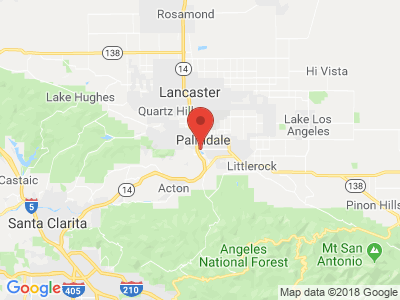 Rosamond
138
14
Hi Vista
Lancaster
Lake Hughes
Quartz Hill
Lake Los
Angeles
Palmdale
Littlerock
Castaic
14
Acton
138
5
Pinon Hills
Santa Clarita
Angeles
National Forest
Mt San
Antonio
405
210
Google
Map data ©2018 Google